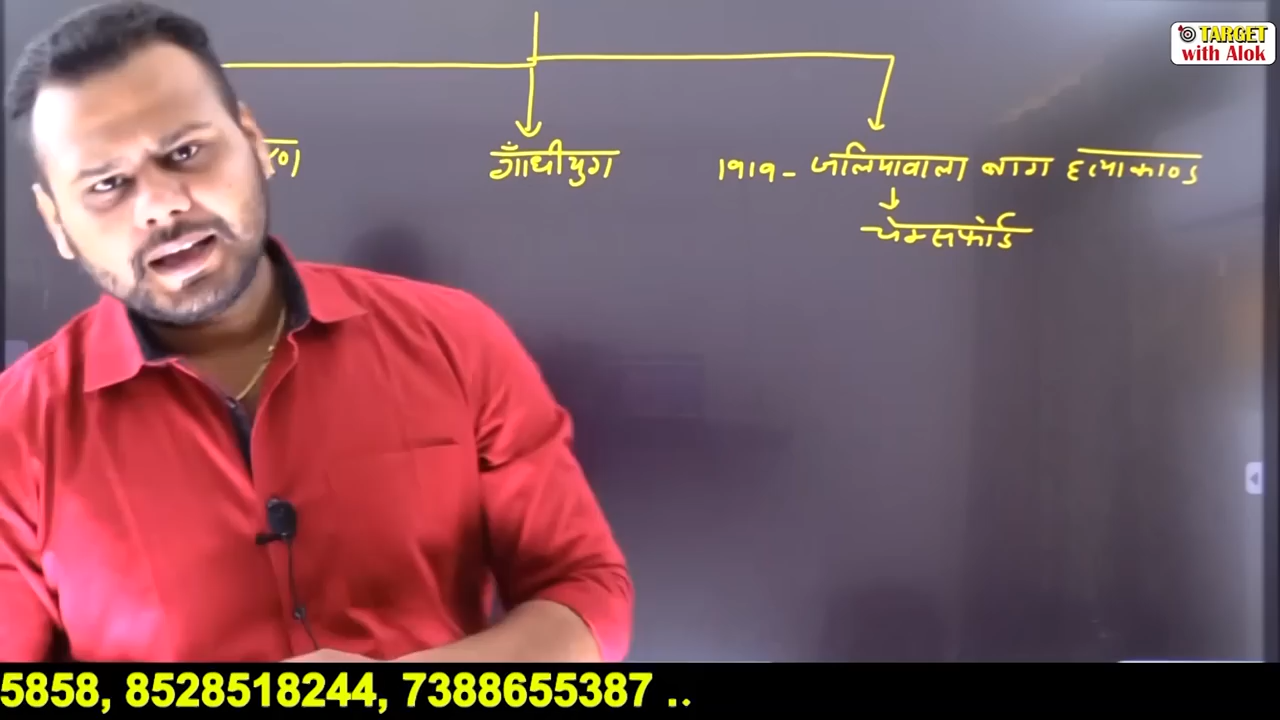 TARGET
with Alok
गाँधीयुग
1919 - जलियावाला बाग हत्याकाण्ड
चेम्सफोर्ड
5858, 8528518244, 7388655387 ..